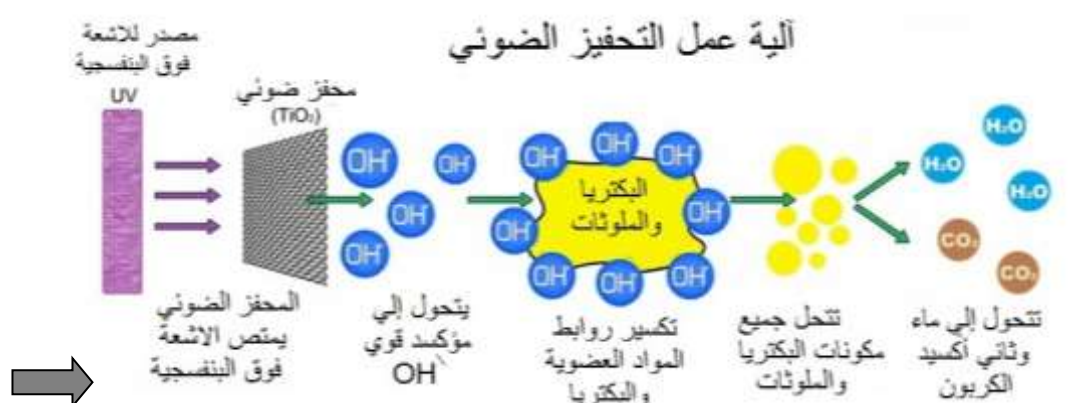 آلية عمل التحفيز الضوئي
مصدر للاشعة
فوق البنفسجية
UV
محفز ضوئي
(TiO₂)
OH·
OH·
OH·
OH·
OH·
OH·
OH·
OH·
OH·
OH·
OH·
OH·
البكتريا
والملوثات
H₂O
H₂O
H₂O
CO₂
CO₂
المحفز الضوئي
يمتص الاشعة
فوق البنفسجية
يتحول إلي
مؤكسد قوي
OH\
تكسير روابط
المواد العضوية
والبكتريا
تتحل جميع
مكونات البكتريا
والملوثات
تتحول إلي ماء
وثاني أكسيد
الكربون